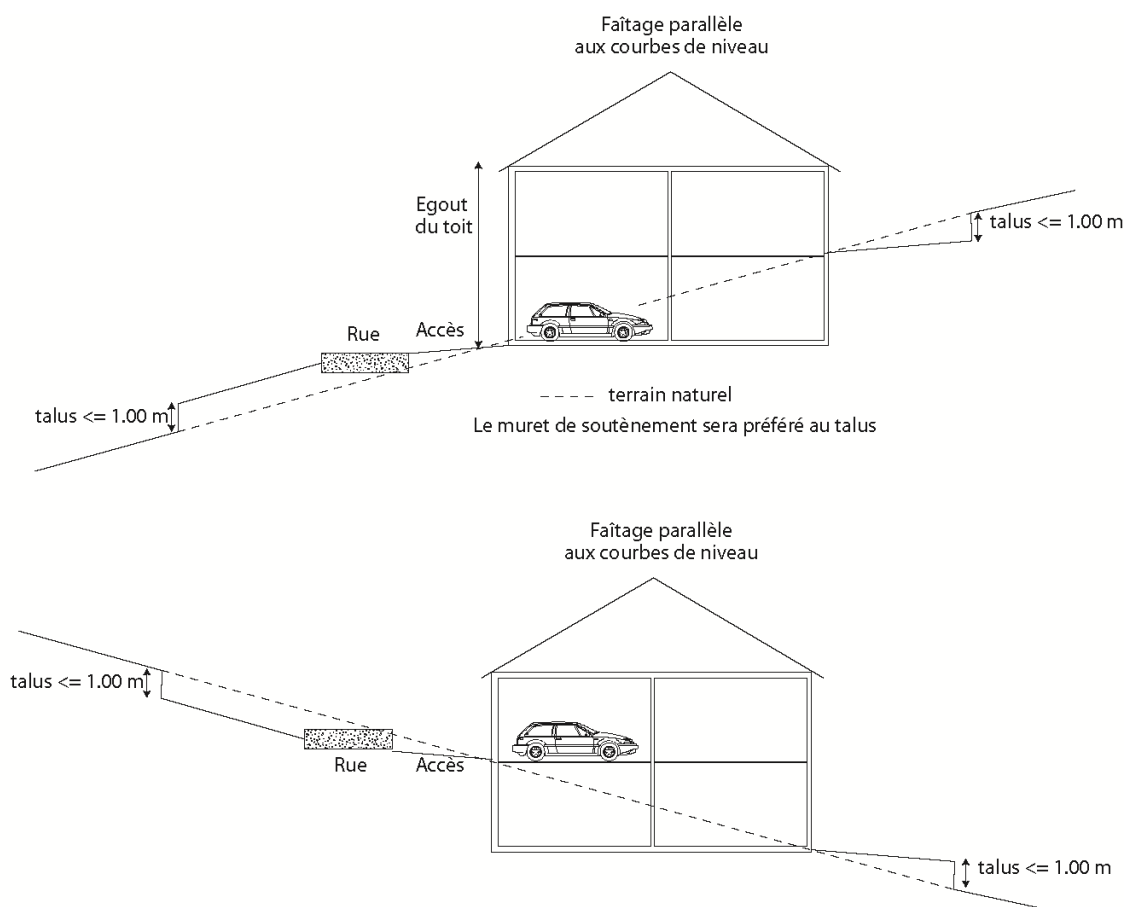 Faîtage parallèle
aux courbes de niveau
Egout
du toit
talus <= 1.00 m
Rue
Accès
talus <= 1.00 m
terrain naturel
Le muret de soutènement sera préféré au talus
Faîtage parallèle
aux courbes de niveau
talus <= 1.00 m
Rue
Accès
talus <= 1.00 m